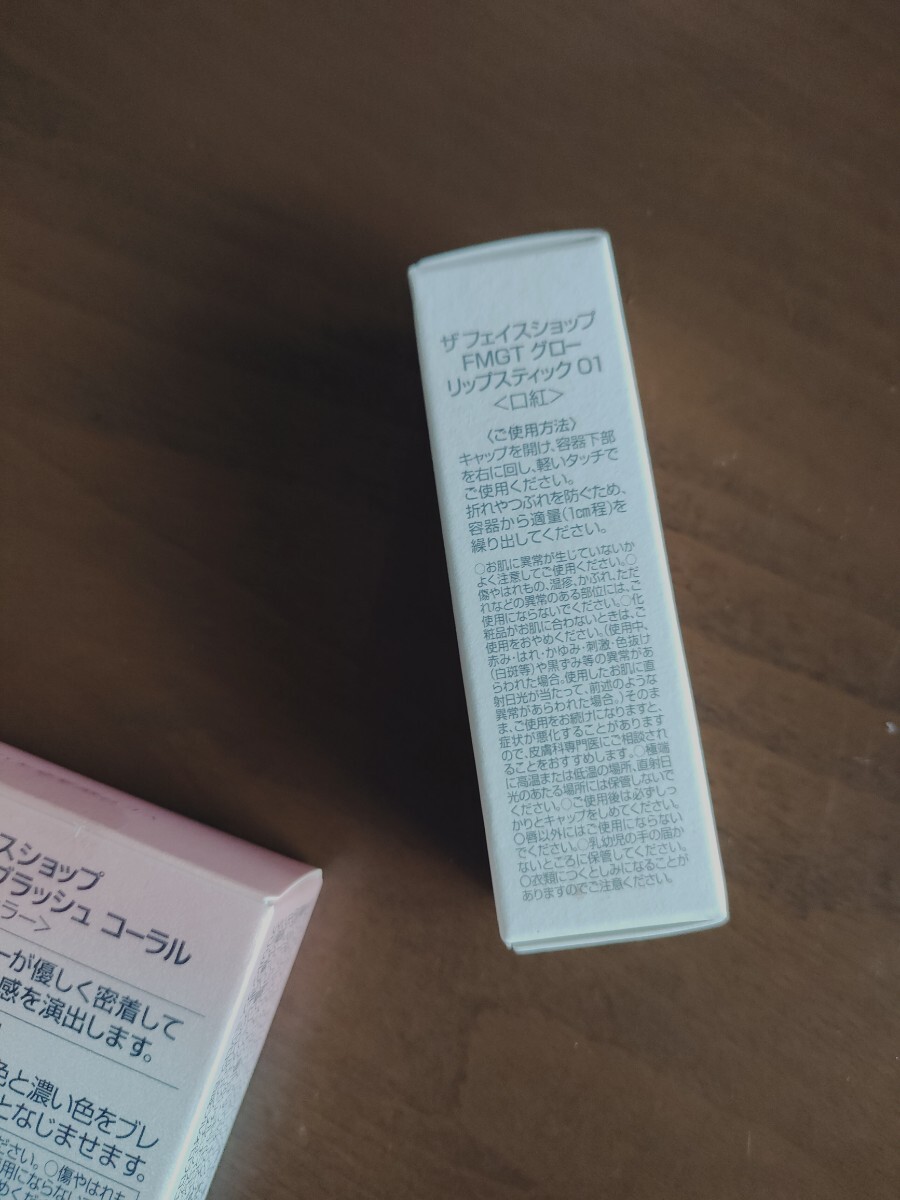 ザ フェイスショップ
FMGT グロー
リップスティック 01
<口紅>
〈ご使用方法〉
キャップを開け、容器下部
を右に回し、軽いタッチで
ご使用ください。
折れやつぶれを防ぐため、
容器から適量(1cm程)を
繰り出してください。
○お肌に異常が生じていないか
よく注意してご使用ください。○
傷やはれもの、湿疹、かぶれ、ただ
れなどの異常のある部位には、ご
使用にならないでください。○化
粧品がお肌に合わないときは、ご
使用をおやめください。(使用中、
赤み・はれ・かゆみ・刺激・色抜け
(白斑等)や黒ずみ等の異常があ
らわれた場合。使用したお肌に直
射日光が当たって、前述のような
異常があらわれた場合。)そのま
ま、ご使用をお続けになりますと、
症状が悪化することがあります
ので、皮膚科専門医にご相談され
ることをおすすめします。○極端
に高温または低温の場所、直射日
光のあたる場所には保管しないで
ください。○ご使用後は必ずしっ
かりとキャップをしめてください。
○唇以外にはご使用にならない
でください。○乳幼児の手の届か
ないところに保管してください。
○衣類につくとしみになることが
ありますのでご注意ください。
スショップ
ブラッシュ コーラル
ラー>
ーが優しく密着して
感を演出します。
色と濃い色をブレ
となじませます。
ださい。○傷やはれも
用にならない